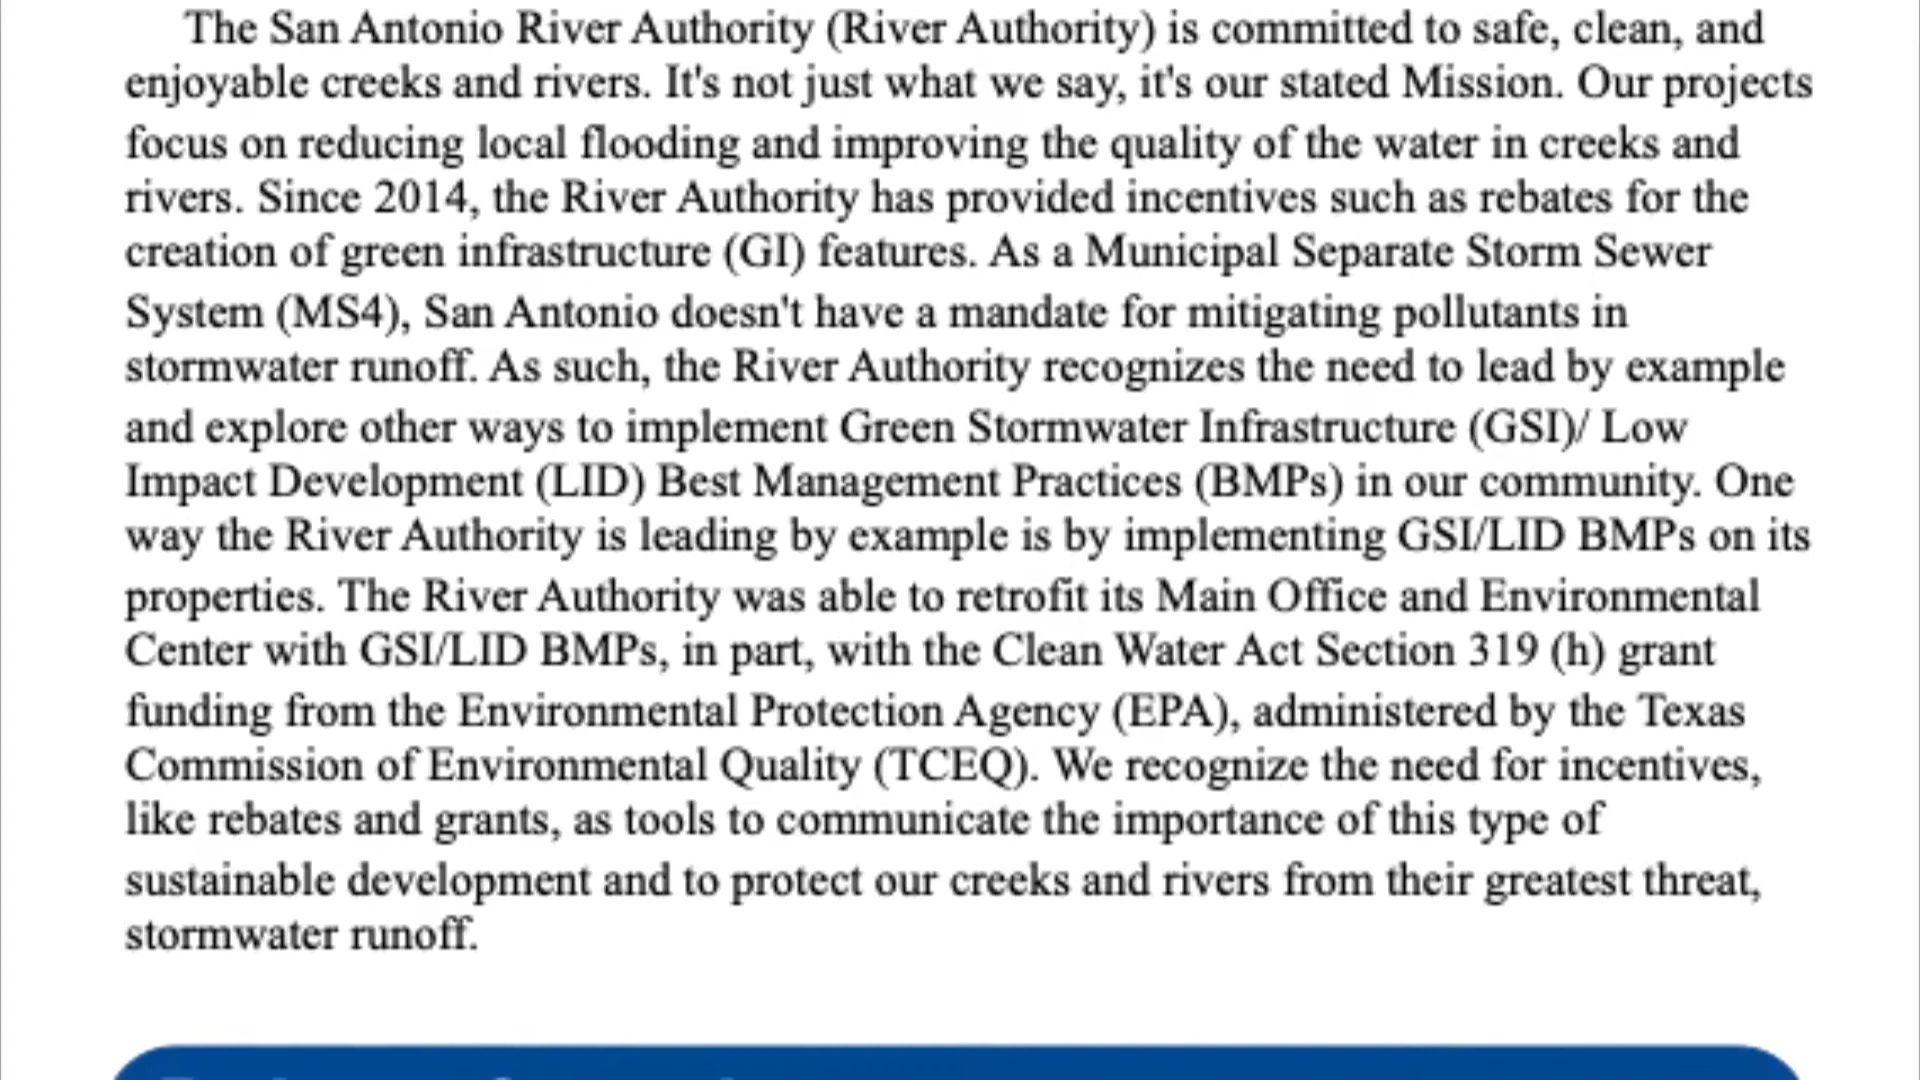 The San Antonio River Authority (River Authority) is committed to safe, clean, and
enjoyable creeks and rivers. It's not just what we say, it's our stated Mission. Our projects
focus on reducing local flooding and improving the quality of the water in creeks and
rivers. Since 2014, the River Authority has provided incentives such as rebates for the
creation of green infrastructure (GI) features. As a Municipal Separate Storm Sewer
System (MS4), San Antonio doesn't have a mandate for mitigating pollutants in
stormwater runoff. As such, the River Authority recognizes the need to lead by example
and explore other ways to implement Green Stormwater Infrastructure (GSI)/ Low
Impact Development (LID) Best Management Practices (BMPs) in our community. One
way the River Authority is leading by example is by implementing GSI/LID BMPs on its
properties. The River Authority was able to retrofit its Main Office and Environmental
Center with GSI/LID BMPs, in part, with the Clean Water Act Section 319 (h) grant
funding from the Environmental Protection Agency (EPA), administered by the Texas
Commission of Environmental Quality (TCEQ). We recognize the need for incentives,
like rebates and grants, as tools to communicate the importance of this type of
sustainable development and to protect our creeks and rivers from their greatest threat,
stormwater runoff.